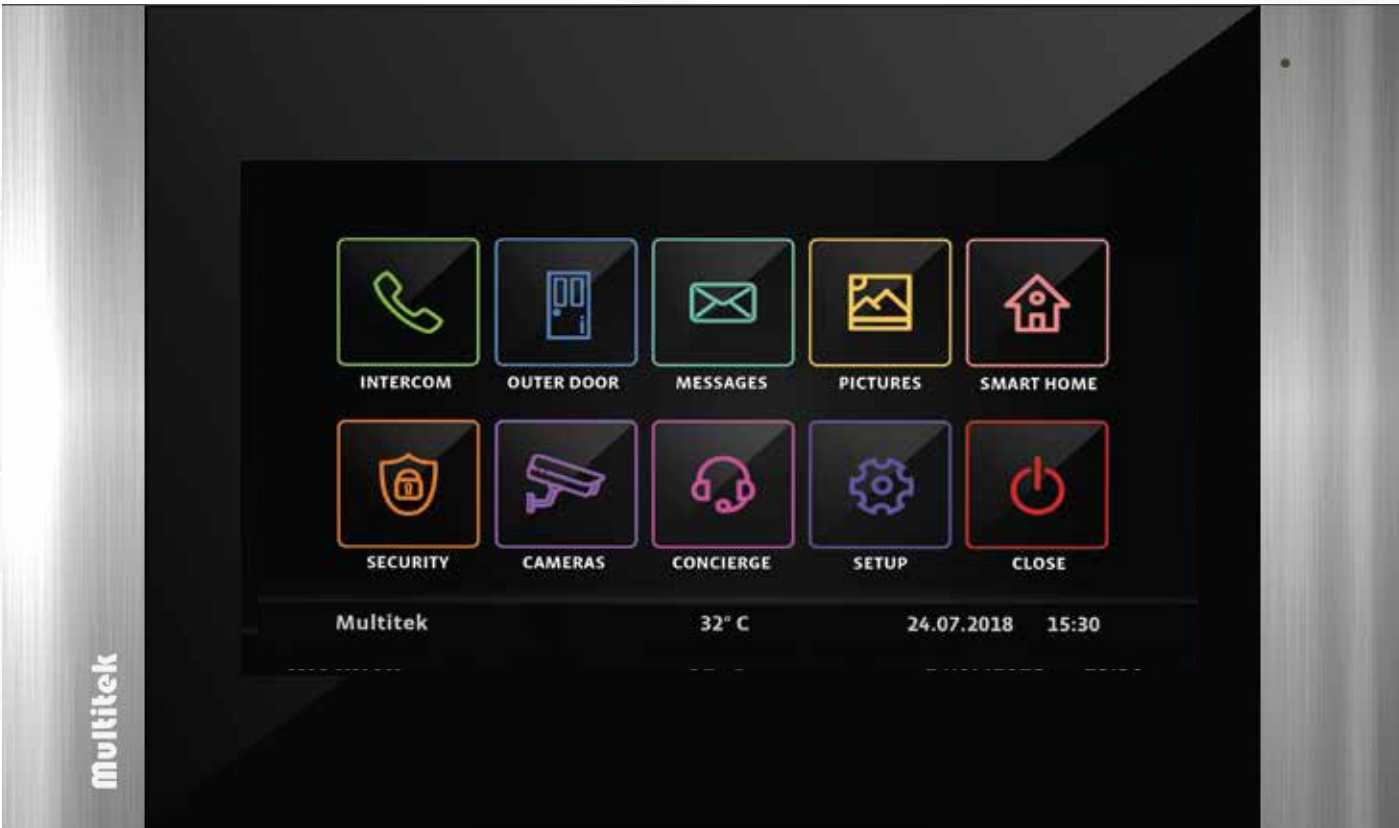 INTERCOM OUTER DOOR MESSAGES PICTURES SMART HOME
SECURITY CAMERAS CONCIERGE SETUP CLOSE
Multitek 32° C 24.07.2018 15:30
Multitek